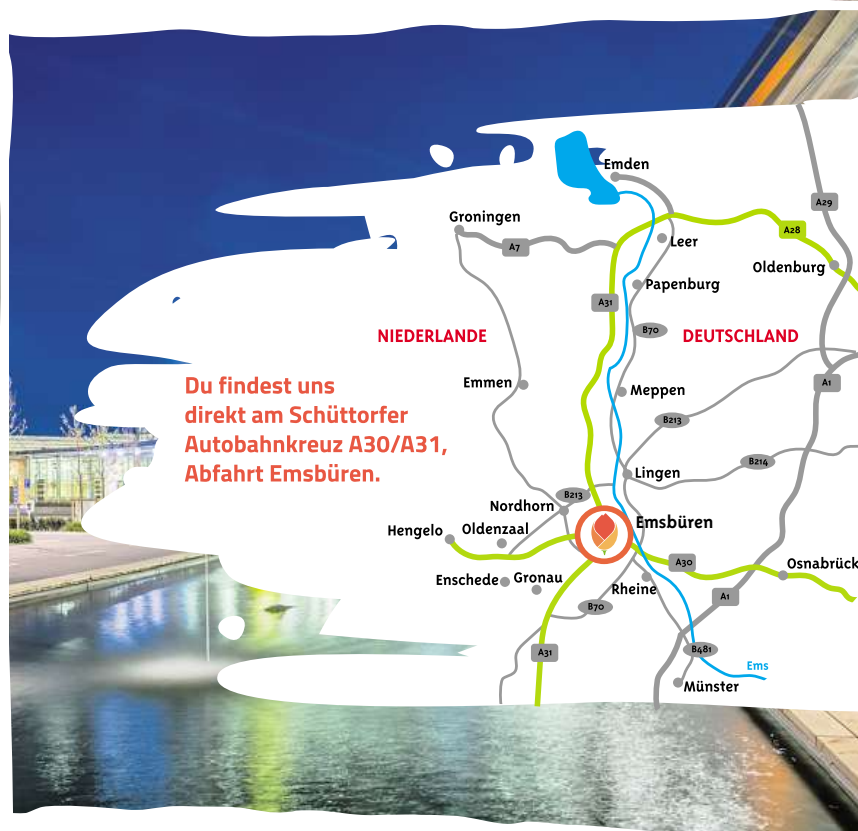 Emden
A29
Groningen
A28
A7
Leer
Oldenburg
Papenburg
A31
B70
NIEDERLANDE
DEUTSCHLAND
Du findest uns
direkt am Schüttorfer
Autobahnkreuz A30/A31,
Abfahrt Emsbüren.
Emmen
Meppen
A1
B213
B214
Lingen
B213
Nordhorn
Emsbüren
Hengelo
Oldenzaal
A30
Osnabrück
Enschede
Gronau
Rheine
A1
B70
A31
B481
Ems
Münster